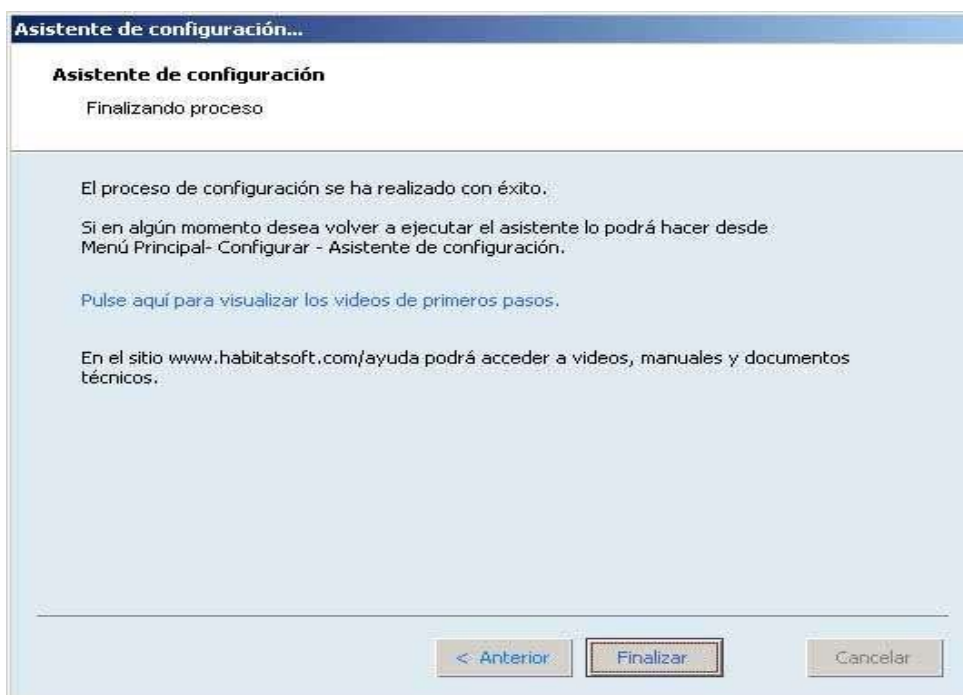 Asistente de configuración...
Asistente de configuración
Finalizando proceso
El proceso de configuración se ha realizado con éxito.
Si en algún momento desea volver a ejecutar el asistente lo podrá hacer desde
Menú Principal- Configurar - Asistente de configuración.
Pulse aquí para visualizar los videos de primeros pasos.
En el sitio www.habitatsoft.com/ayuda podrá acceder a videos, manuales y documentos
técnicos.
< Anterior
Finalizar
Cancelar